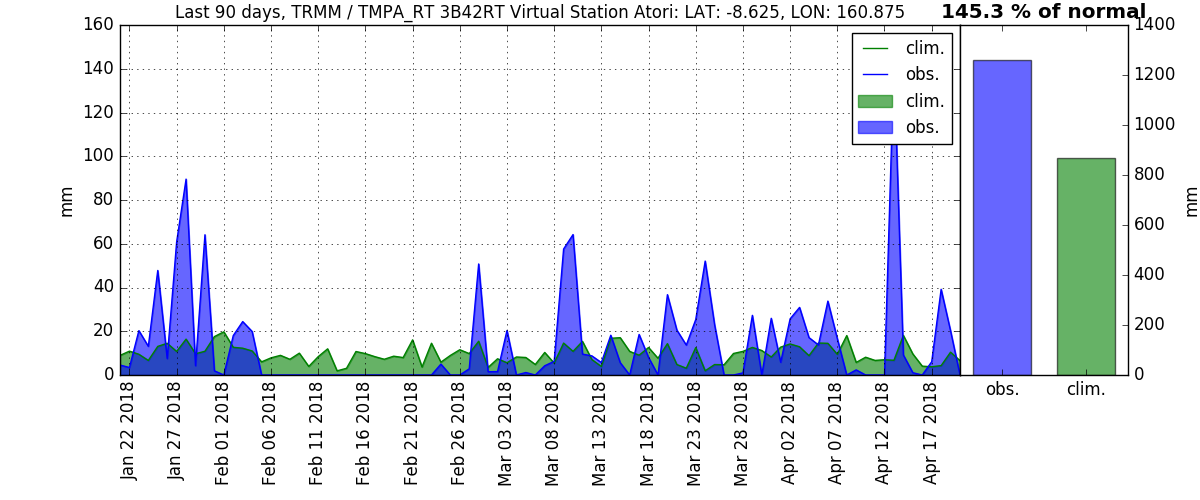 Last 90 days, TRMM / TMPA_RT 3B42RT Virtual Station Atori: LAT: -8.625, LON: 160.875
145.3 % of normal
160
140
120
100
80
60
40
20
0
mm
clim.
obs.
clim.
obs.
1400
1200
1000
800
600
400
200
0
mm
Jan 22 2018
Jan 27 2018
Feb 01 2018
Feb 06 2018
Feb 11 2018
Feb 16 2018
Feb 21 2018
Feb 26 2018
Mar 03 2018
Mar 08 2018
Mar 13 2018
Mar 18 2018
Mar 23 2018
Mar 28 2018
Apr 02 2018
Apr 07 2018
Apr 12 2018
Apr 17 2018
obs.
clim.